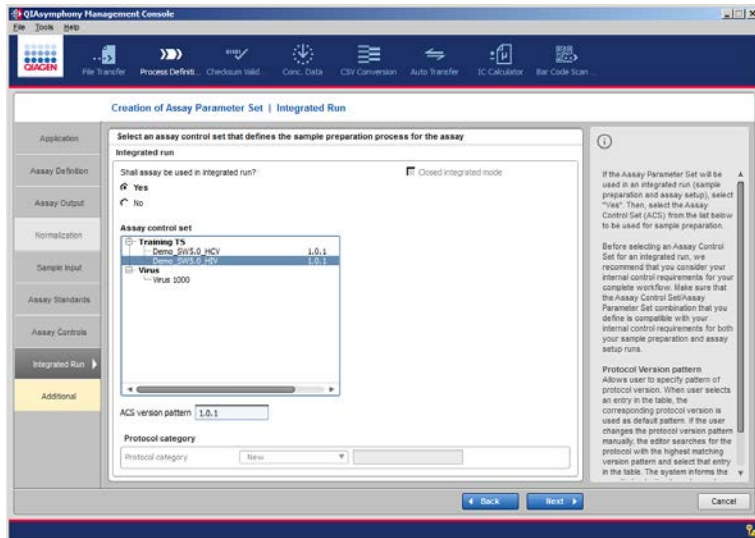 QIAsymphony Management Console
File Tools Help
QIAGEN
File Transfer
Process Definiti...
Checksum Valid...
Conc. Data
CSV Conversion
Auto Transfer
IC Calculator
Bar Code Scan ...
Creation of Assay Parameter Set | Integrated Run
Application
Assay Definition
Assay Output
Normalization
Sample Input
Assay Standards
Assay Controls
Integrated Run
Additional
Select an assay control set that defines the sample preparation process for the assay
Integrated run
Shall assay be used in integrated run?
Closed integrated mode
Yes
No
Assay control set
Training TS
Demo_SW5.0_HCV 1.0.1
Demo_SW5.0_HIV 1.0.1
Virus
Virus 1000
ACS version pattern 1.0.1
Protocol category
Protocol category New
If the Assay Parameter Set will be
used in an integrated run (sample
preparation and assay setup), select
"Yes". Then, select the Assay
Control Set (ACS) from the list below
to be used for sample preparation.
Before selecting an Assay Control
Set for an integrated run, we
recommend that you consider your
internal control requirements for your
complete workflow. Make sure that
the Assay Control Set/Assay
Parameter Set combination that you
define is compatible with your
internal control requirements for both
your sample preparation and assay
setup runs.
Protocol Version pattern
Allows user to specify pattern of
protocol version. When user selects
an entry in the table, the
corresponding protocol version is
used as default pattern. If the user
changes the protocol version pattern
manually, the editor searches for the
protocol with the highest matching
version pattern and select that entry
in the table. The system informs the
Back
Next
Cancel